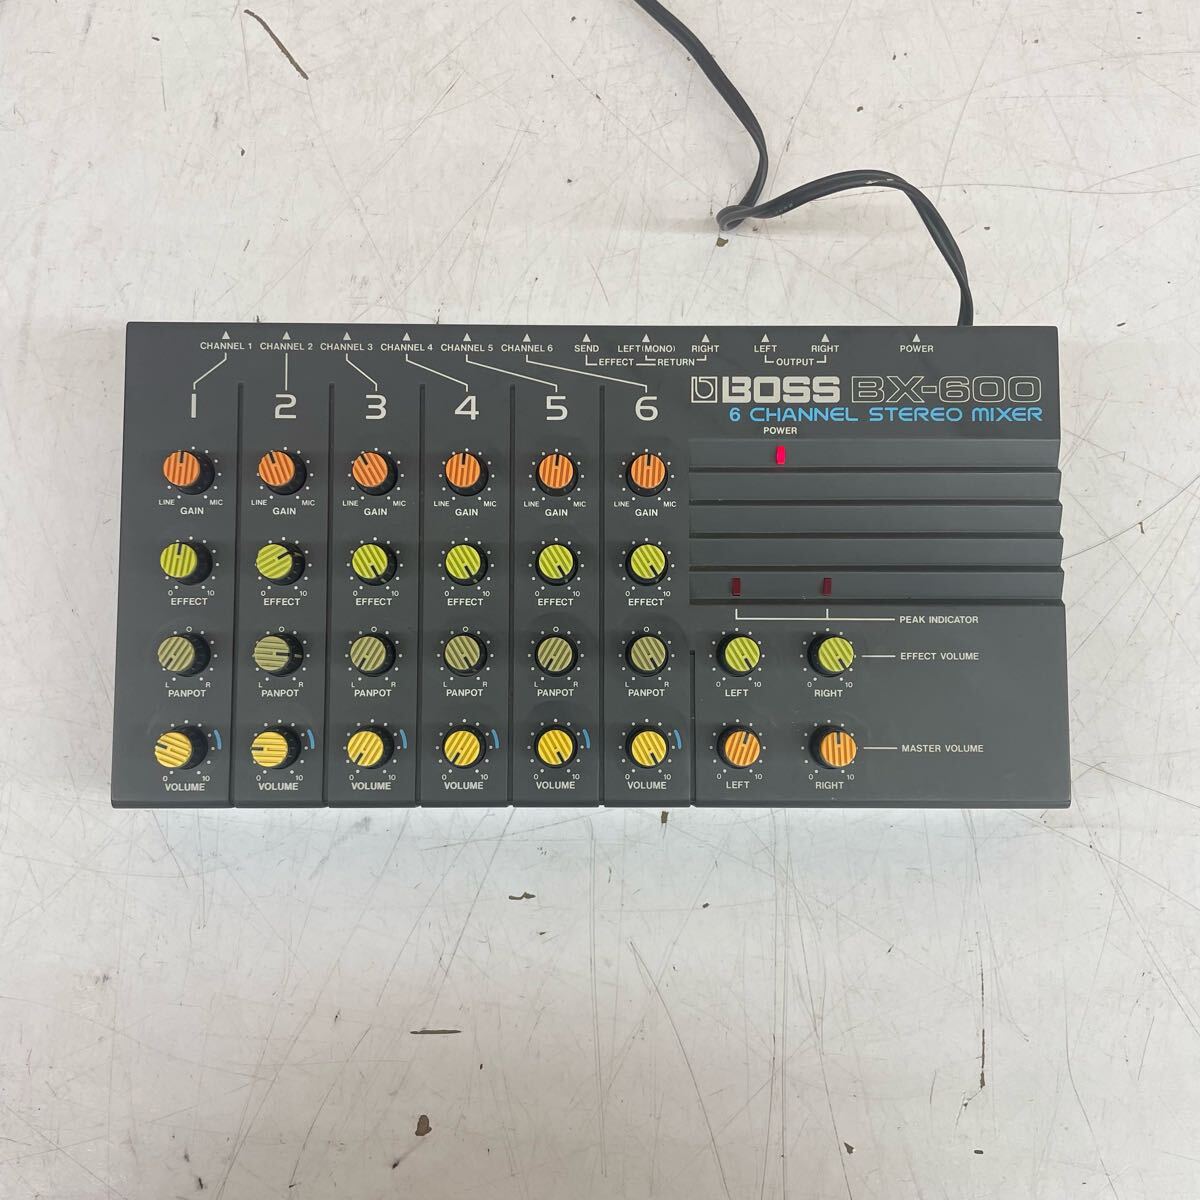 CHANNEL 1 CHANNEL 2 CHANNEL 3 CHANNEL 4 CHANNEL 5 CHANNEL 6 SEND LEFT(MONO) RIGHT LEFT RIGHT POWER
EFFECT RETURN OUTPUT
1 2 3 4 5 6
BOSS BX-600
6 CHANNEL STEREO MIXER
POWER
LINE MIC LINE MIC LINE MIC LINE MIC LINE MIC LINE MIC
GAIN GAIN GAIN GAIN GAIN GAIN
0 10 0 10 0 10 0 10 0 10 0 10
EFFECT EFFECT EFFECT EFFECT EFFECT EFFECT
PEAK INDICATOR
O O O O O O
L R L R L R L R L R L R
PANPOT PANPOT PANPOT PANPOT PANPOT PANPOT
EFFECT VOLUME
0 10 0 10
LEFT RIGHT
MASTER VOLUME
0 10 0 10 0 10 0 10 0 10 0 10
VOLUME VOLUME VOLUME VOLUME VOLUME VOLUME
0 10 0 10
LEFT RIGHT